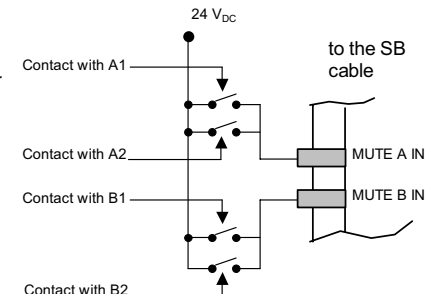 24 VDC
to the SB
cable
Contact with A1
Contact with A2
MUTE A IN
Contact with B1
MUTE B IN
Contact with B2